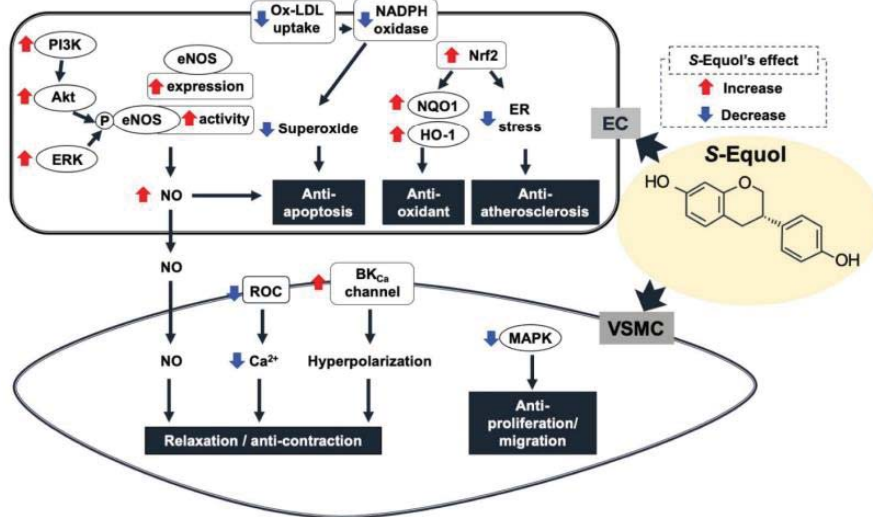 Ox-LDL
uptake
NADPH
oxidase
PI3K
Akt
ERK
eNOS
expression
P
eNOS
activity
NO
Superoxide
Anti-
apoptosis
Nrf2
NQO1
HO-1
ER
stress
Anti-
oxidant
Anti-
atherosclerosis
EC
S-Equol's effect
Increase
Decrease
S-Equol
HO
O
OH
NO
ROC
BKCa
channel
VSMC
NO
Ca²⁺
Hyperpolarization
MAPK
Relaxation / anti-contraction
Anti-
proliferation/
migration